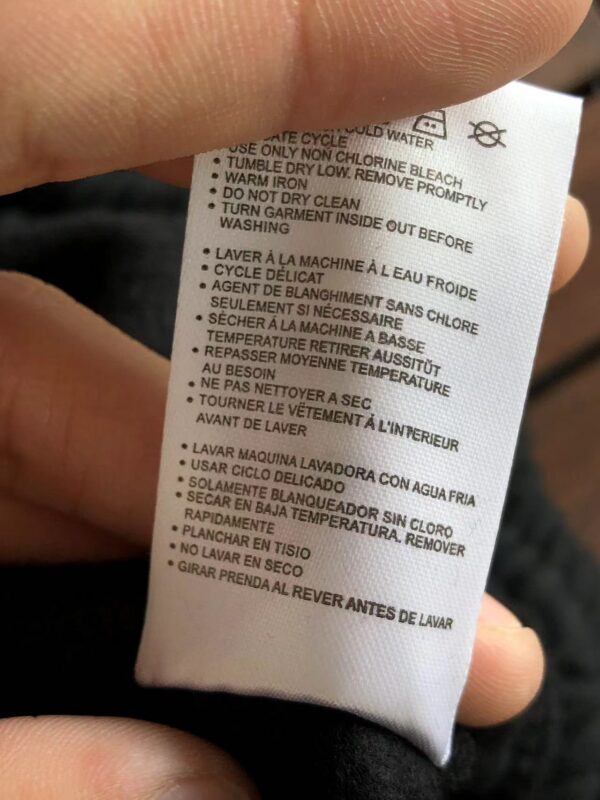 COLD WATER
CYCLE
USE ONLY NON CHLORINE BLEACH
• TUMBLE DRY LOW. REMOVE PROMPTLY
• WARM IRON
• DO NOT DRY CLEAN
• TURN GARMENT INSIDE OUT BEFORE
WASHING
• LAVER À LA MACHINE À L EAU FROIDE
• CYCLE DÉLICAT
• AGENT DE BLANGHIMENT SANS CHLORE
SEULEMENT SI NÉCESSAIRE
• SÉCHER À LA MACHINE A BASSE
TEMPERATURE RETIRER AUSSITÛT
• REPASSER MOYENNE TEMPERATURE
AU BESOIN
• NE PAS NETTOYER A SEC
• TOURNER LE VËTEMENT À L'INTERIEUR
AVANT DE LAVER
• LAVAR MAQUINA LAVADORA CON AGUA FRIA
• USAR CICLO DELICADO
• SOLAMENTE BLANQUEADOR SIN CLORO
• SECAR EN BAJA TEMPERATURA. REMOVER
RAPIDAMENTE
• PLANCHAR EN TISIO
• NO LAVAR EN SECO
• GIRAR PRENDA AL REVER ANTES DE LAVAR